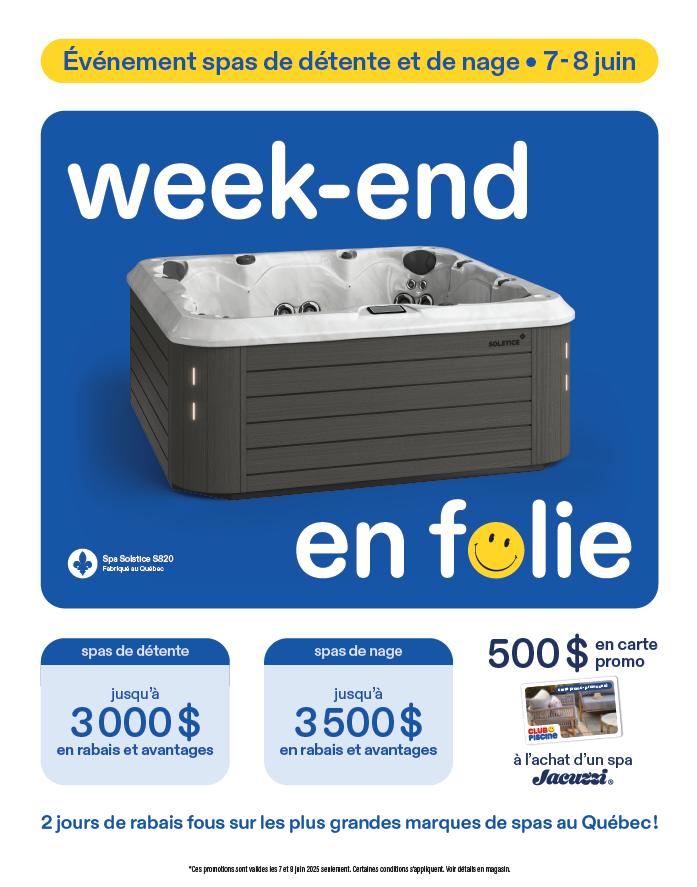 Événement spas de détente et de nage • 7-8 juin
week-end
SOLSTICE
en folie
Spa Solstice S820
Fabriqué au Québec
spas de détente
jusqu'à
3 000 $
en rabais et avantages
spas de nage
jusqu'à
3 500 $
en rabais et avantages
500 $ en carte
promo
CLUB
PISCINE
à l'achat d'un spa
Jacuzzi®
2 jours de rabais fous sur les plus grandes marques de spas au Québec!
*Ces promotions sont valides les 7 et 8 juin 2025 seulement. Certaines conditions s'appliquent. Voir détails en magasin.